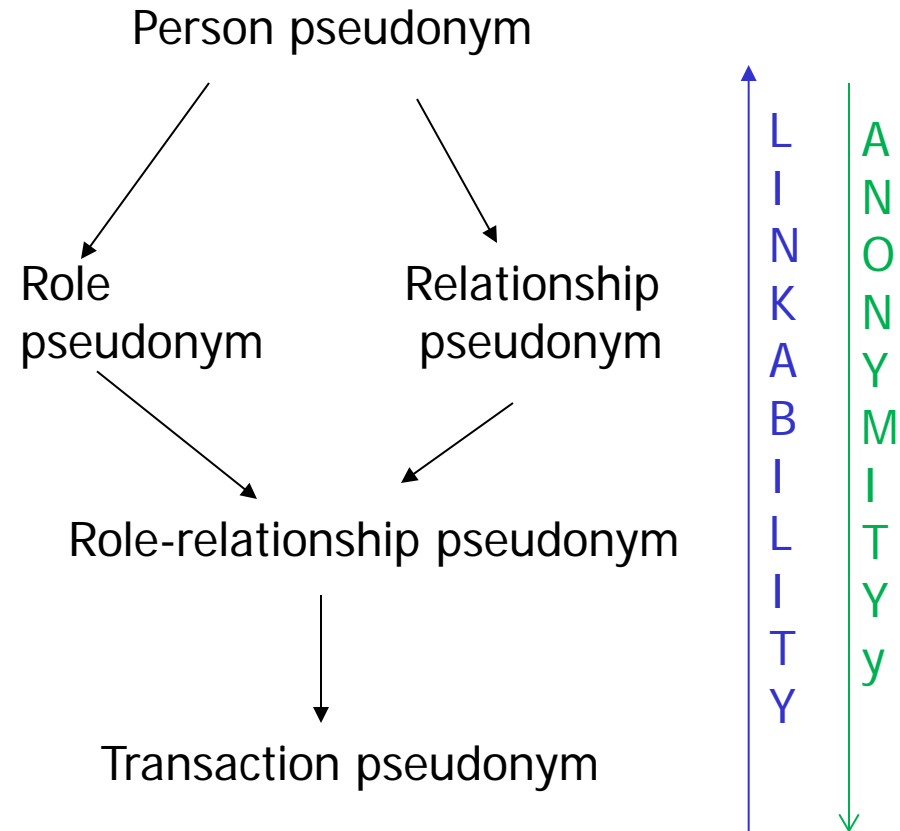 Person pseudonym
Role
pseudonym
Relationship
pseudonym
Role-relationship pseudonym
Transaction pseudonym
LINKABILITY
ANONYMITYy